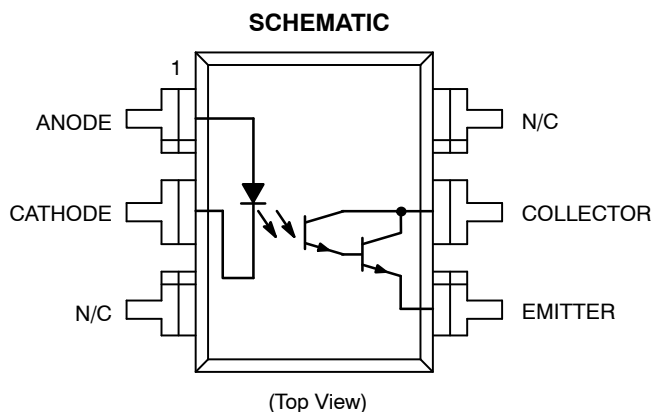 SCHEMATIC
1
ANODE
N/C
CATHODE
COLLECTOR
N/C
EMITTER
(Top View)